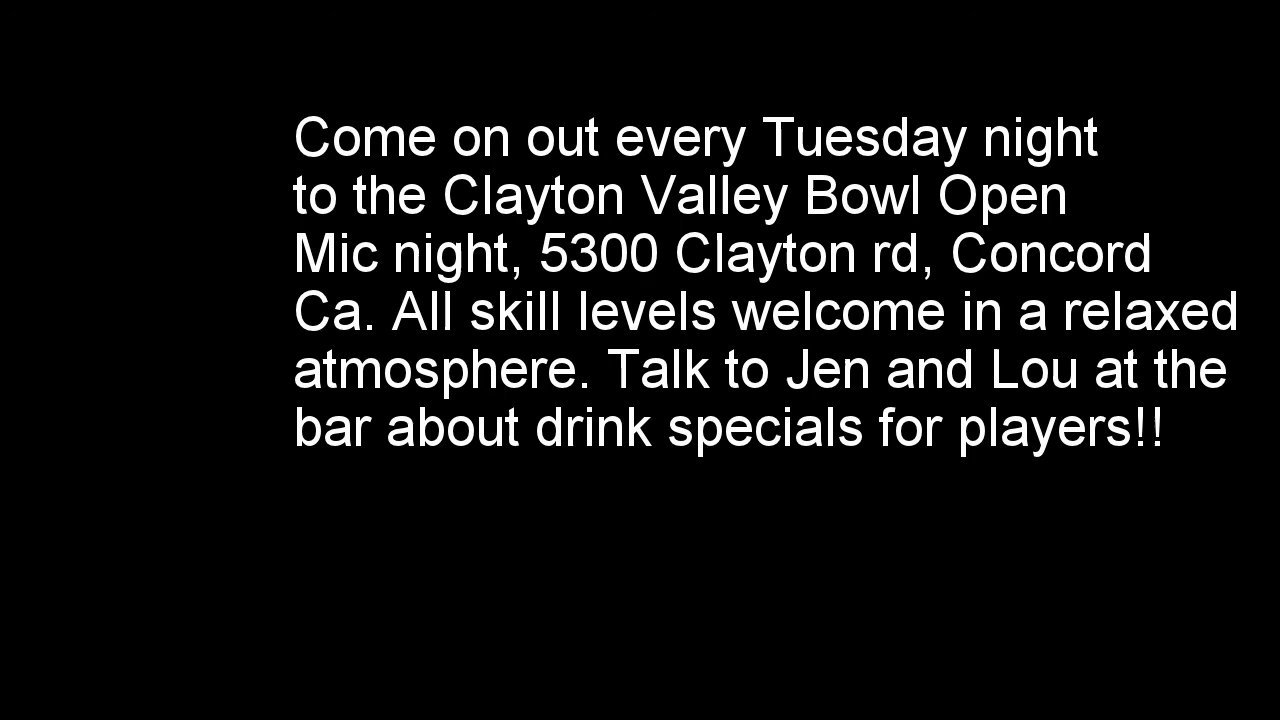 Come on out every Tuesday night
to the Clayton Valley Bowl Open
Mic night, 5300 Clayton rd, Concord
Ca. All skill levels welcome in a relaxed
atmosphere. Talk to Jen and Lou at the
bar about drink specials for players!!